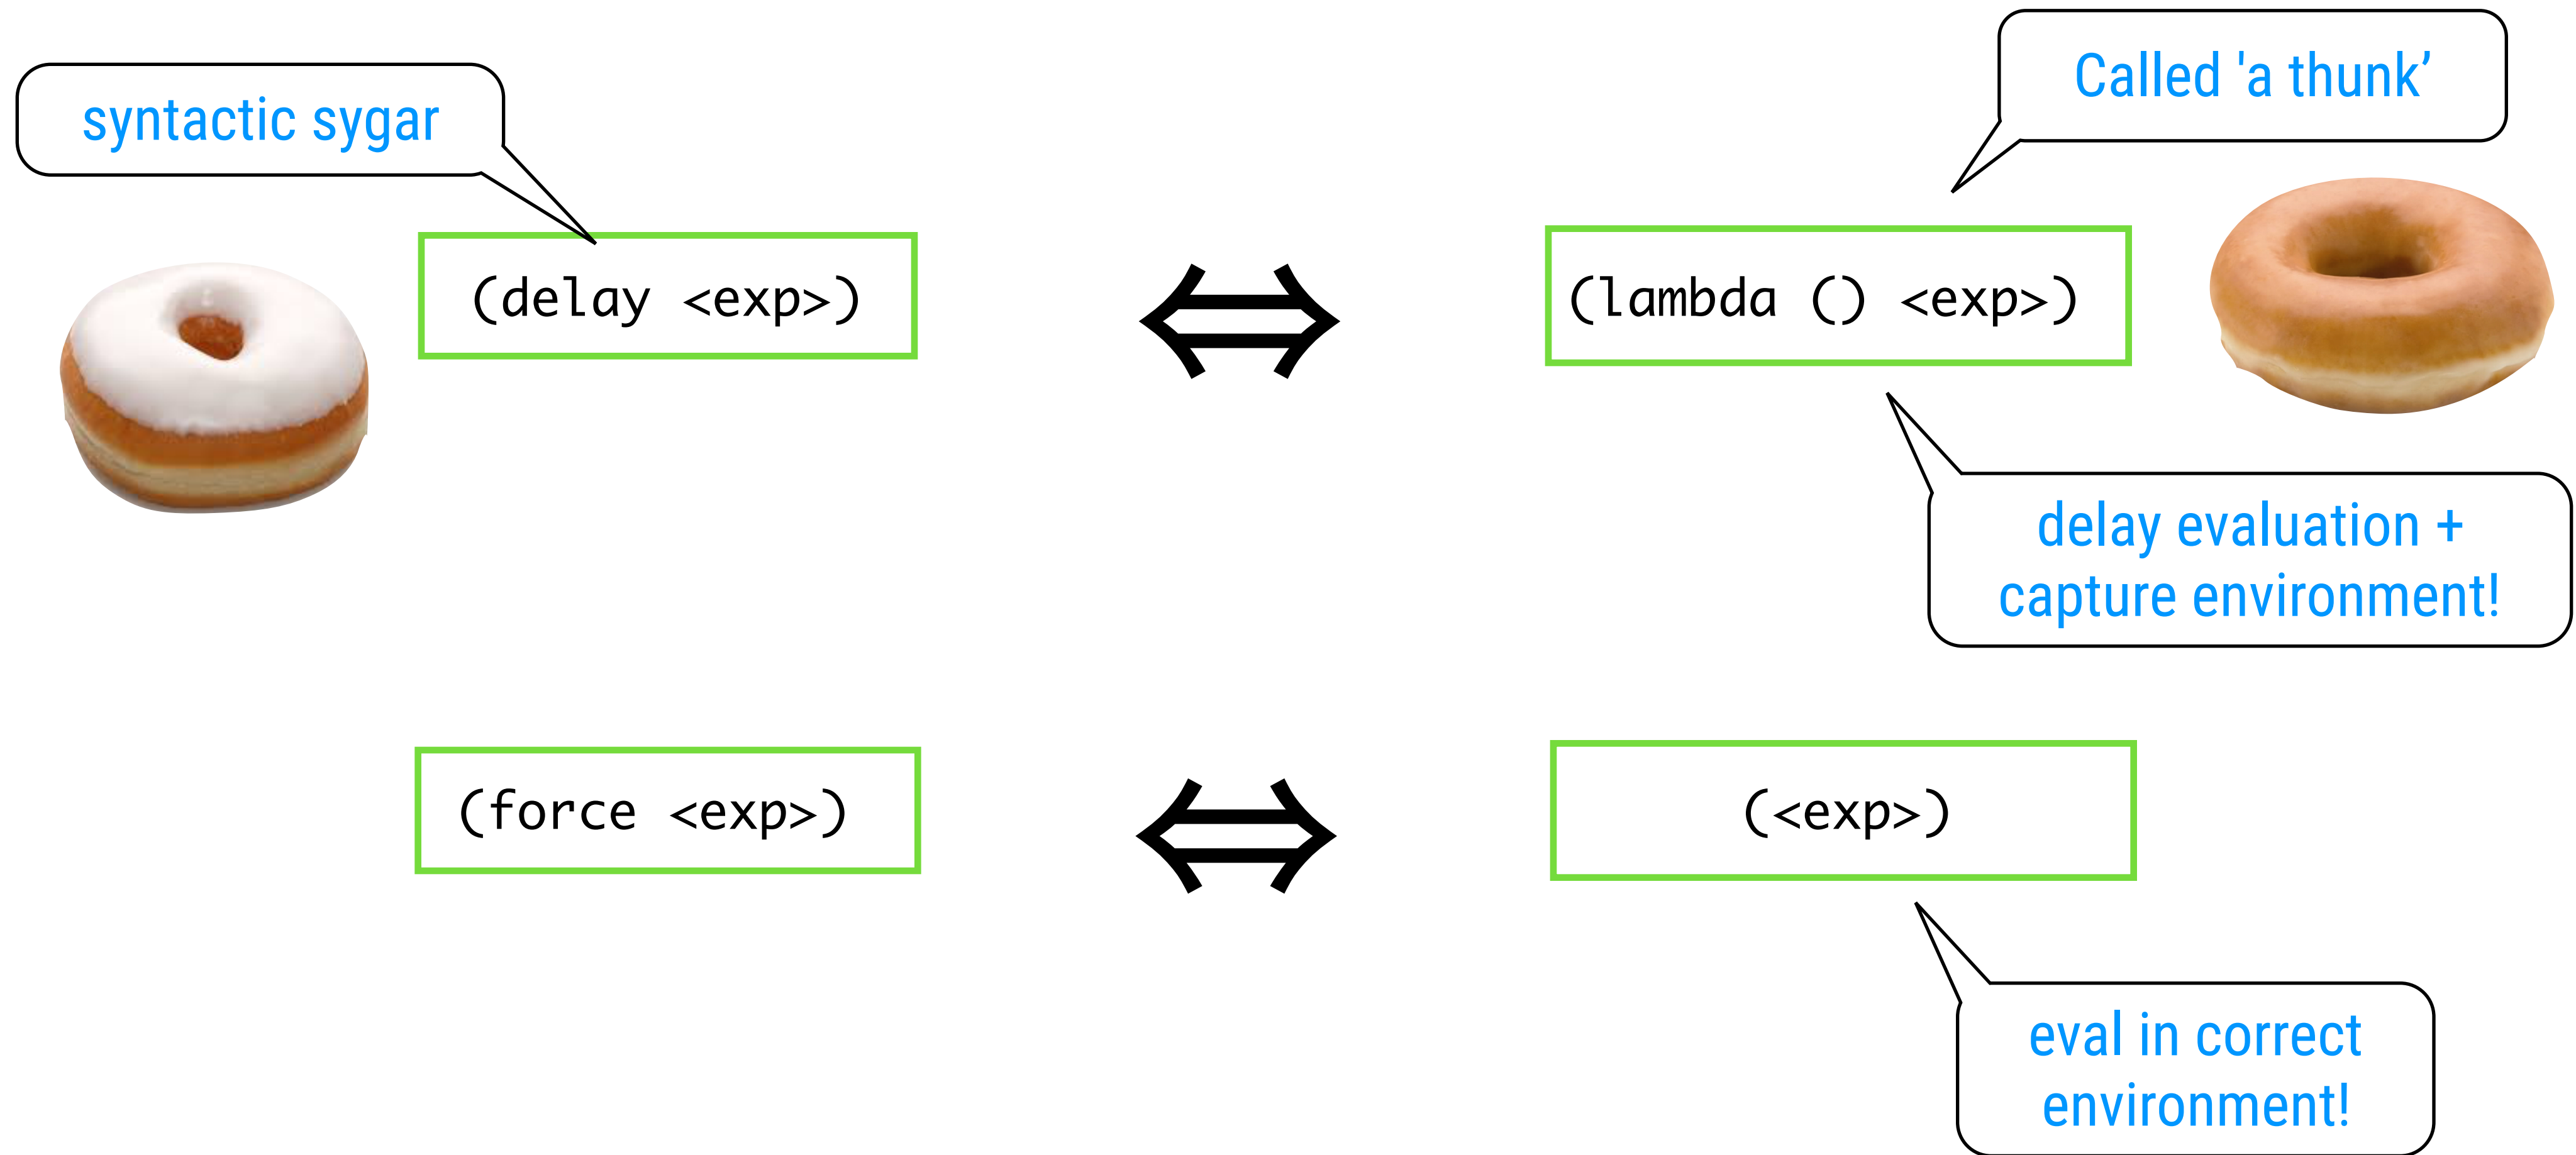 syntactic sygar
Called 'a thunk’
(delay <exp>)
(lambda () <exp>)
delay evaluation +
capture environment!
(force <exp>)
(<exp>)
eval in correct
environment!